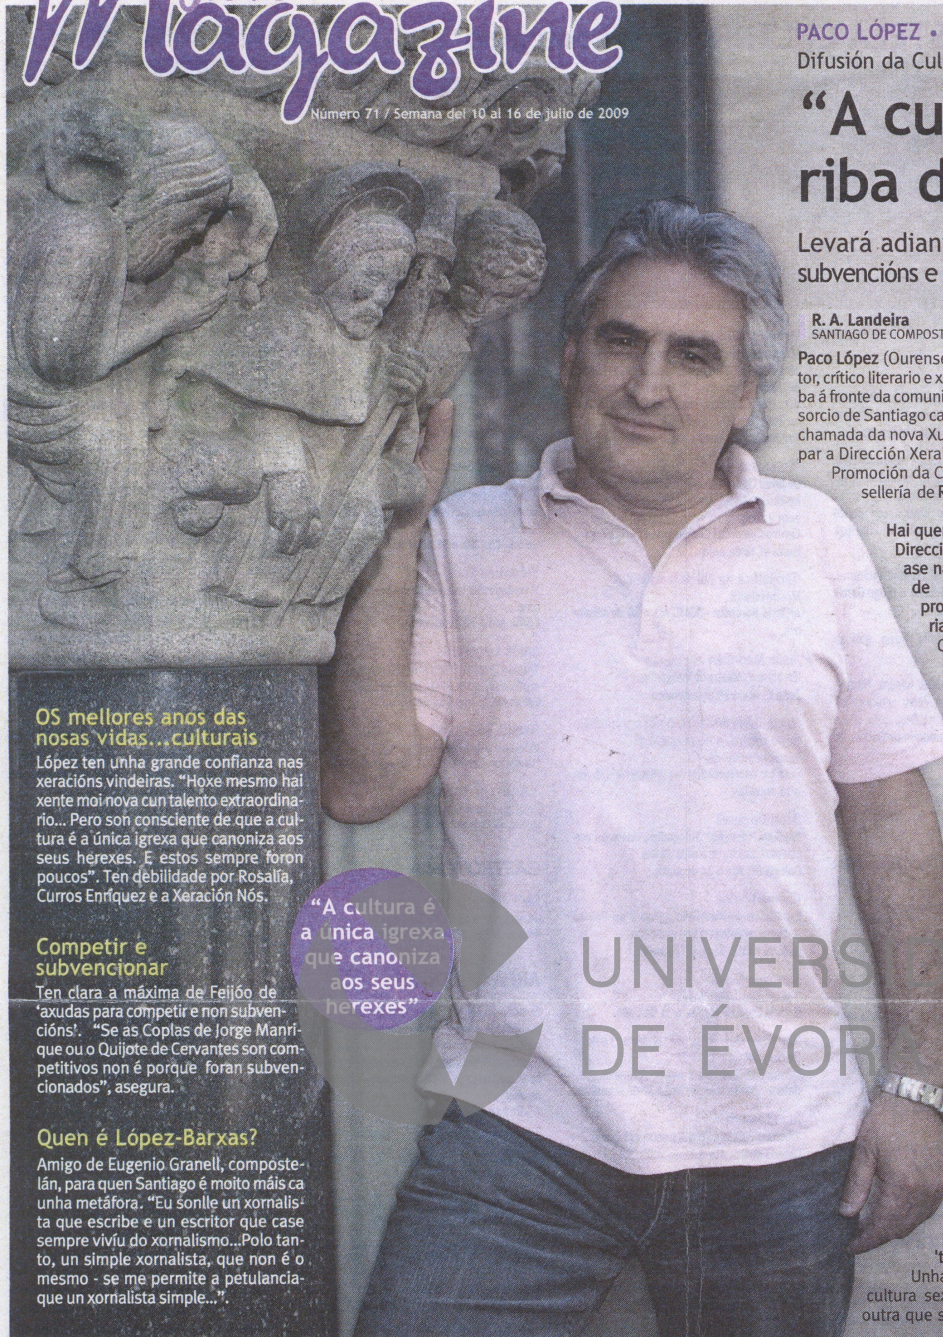 Magazine
Número 71 / Semana del 10 al 16 de julio de 2009
PACO LÓPEZ •
Difusión da Cul
“A cu
riba d
Levará adian
subvencións e
R. A. Landeira
SANTIAGO DE COMPOST
Paco López (Ourense
tor, crítico literario e x
ba á fronte da comuni
sorcio de Santiago ca
chamada da nova Xu
par a Dirección Xera
Promoción da C
sellería de R
Hai quen
Direcci
ase na
de
pro
ria
OS mellores anos das
nosas vidas...culturais
López ten unha grande confianza nas
xeracións vindeiras. “Hoxe mesmo hai
xente moi nova cun talento extraordina-
rio... Pero son consciente de que a cul-
tura é a única igrexa que canoniza aos
seus herexes. E estos sempre foron
poucos”. Ten debilidade por Rosalía,
Curros Enríquez e a Xeración Nós.
“A cultura é
a única igrexa
que canoniza
aos seus
herexes”
Competir e
subvencionar
Ten clara a máxima de Feijóo de
‘axudas para competir e non subven-
cións’. “Se as Coplas de Jorge Manri-
que ou o Quijote de Cervantes son com-
petitivos non é porque foran subven-
cionados”, asegura.
Quen é López-Barxas?
Amigo de Eugenio Granell, composte-
lán, para quen Santiago é moito máis ca
unha metáfora. “Eu sonlle un xornalis-
ta que escribe e un escritor que case
sempre viviu do xornalismo...Polo tan-
to, un simple xornalista, que non é o
mesmo - se me permite a petulancia-
que un xornalista simple...”.
UNIVERSI
DE ÉVOR
Unha
cultura sex
outra que s